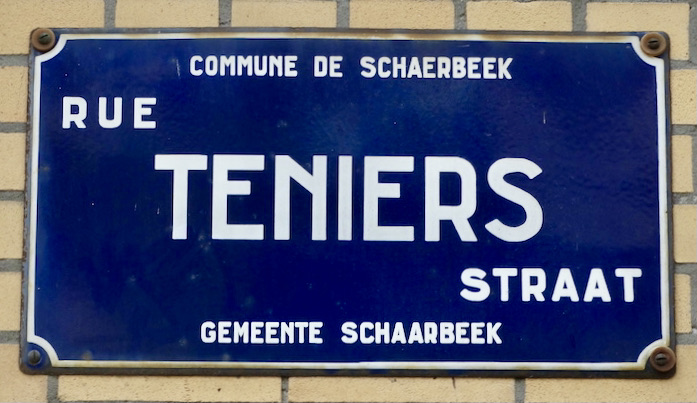 COMMUNE DE SCHAERBEEK
RUE
TENIERS
STRAAT
GEMEENTE SCHAARBEEK